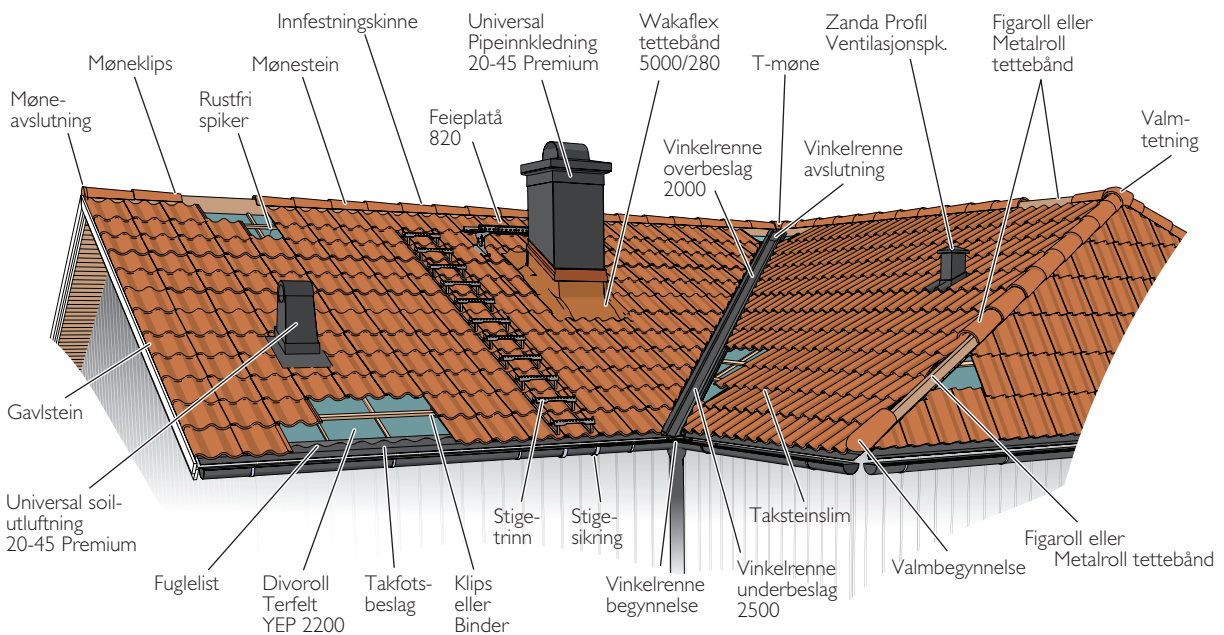 Innfestningskinne
Universal
Pipeinnkledning
20-45 Premium
Wakaflex
tettebånd
5000/280
Zanda Profil
Ventilasjonspk.
Figaroll eller
Metalroll
tettebånd
Møneklips
Mønestein
T-møne
Møne-
avslutning
Rustfri
spiker
Feieplatå
820
Vinkelrenne
overbeslag
2000
Vinkelrenne
avslutning
Valm-
tetning
Gavlstein
Universal soil-
utluftning
20-45 Premium
Stige-
trinn
Stige-
sikring
Taksteinslim
Figaroll eller
Metalroll tettebånd
Fuglelist
Divoroll
Terfelt
YEP 2200
Takfots-
beslag
Klips
eller
Binder
Vinkelrenne
begynnelse
Vinkelrenne
underbeslag
2500
Valmbegynnelse